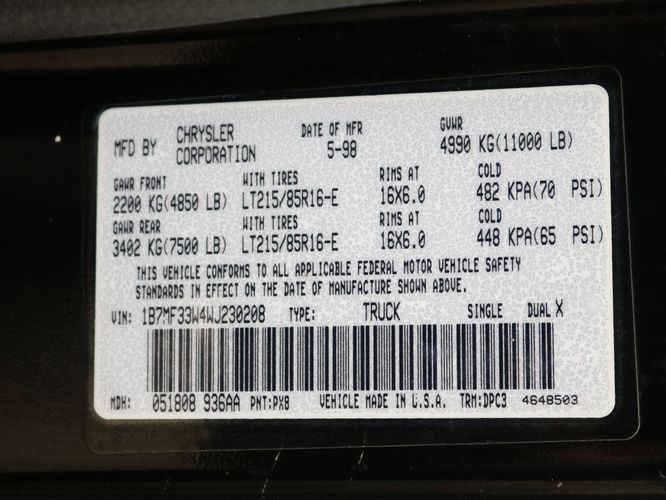 MFD BY CHRYSLER CORPORATION DATE OF MFR 5-98 GVWR 4990 KG(11000 LB)
GAWR FRONT WITH TIRES RIMS AT COLD
2200 KG(4850 LB) LT215/85R16-E 16X6.0 482 KPA(70 PSI)
GAWR REAR WITH TIRES RIMS AT COLD
3402 KG(7500 LB) LT215/85R16-E 16X6.0 448 KPA(65 PSI)
THIS VEHICLE CONFORMS TO ALL APPLICABLE FEDERAL MOTOR VEHICLE SAFETY
STANDARDS IN EFFECT ON THE DATE OF MANUFACTURE SHOWN ABOVE.
VIN: 1B7MF33W4WJ230208 TYPE: TRUCK SINGLE DUAL X
MDH: 051808 936AA PNT:PX8 VEHICLE MADE IN U.S.A. TRM:DPC3 4648503